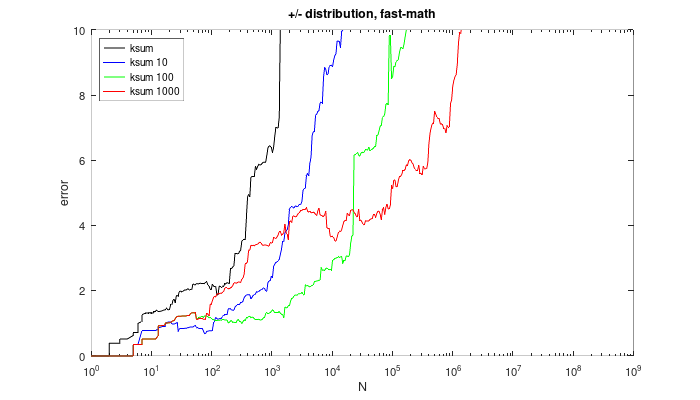 +/- distribution, fast-math
10
8
6
4
2
0
error
ksum
ksum 10
ksum 100
ksum 1000
10^0 10^1 10^2 10^3 10^4 10^5 10^6 10^7 10^8 10^9
N